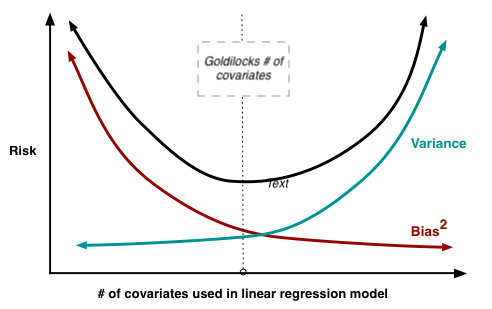 Goldilocks # of
covariates
Risk
Variance
Text
Bias2
# of covariates used in linear regression model